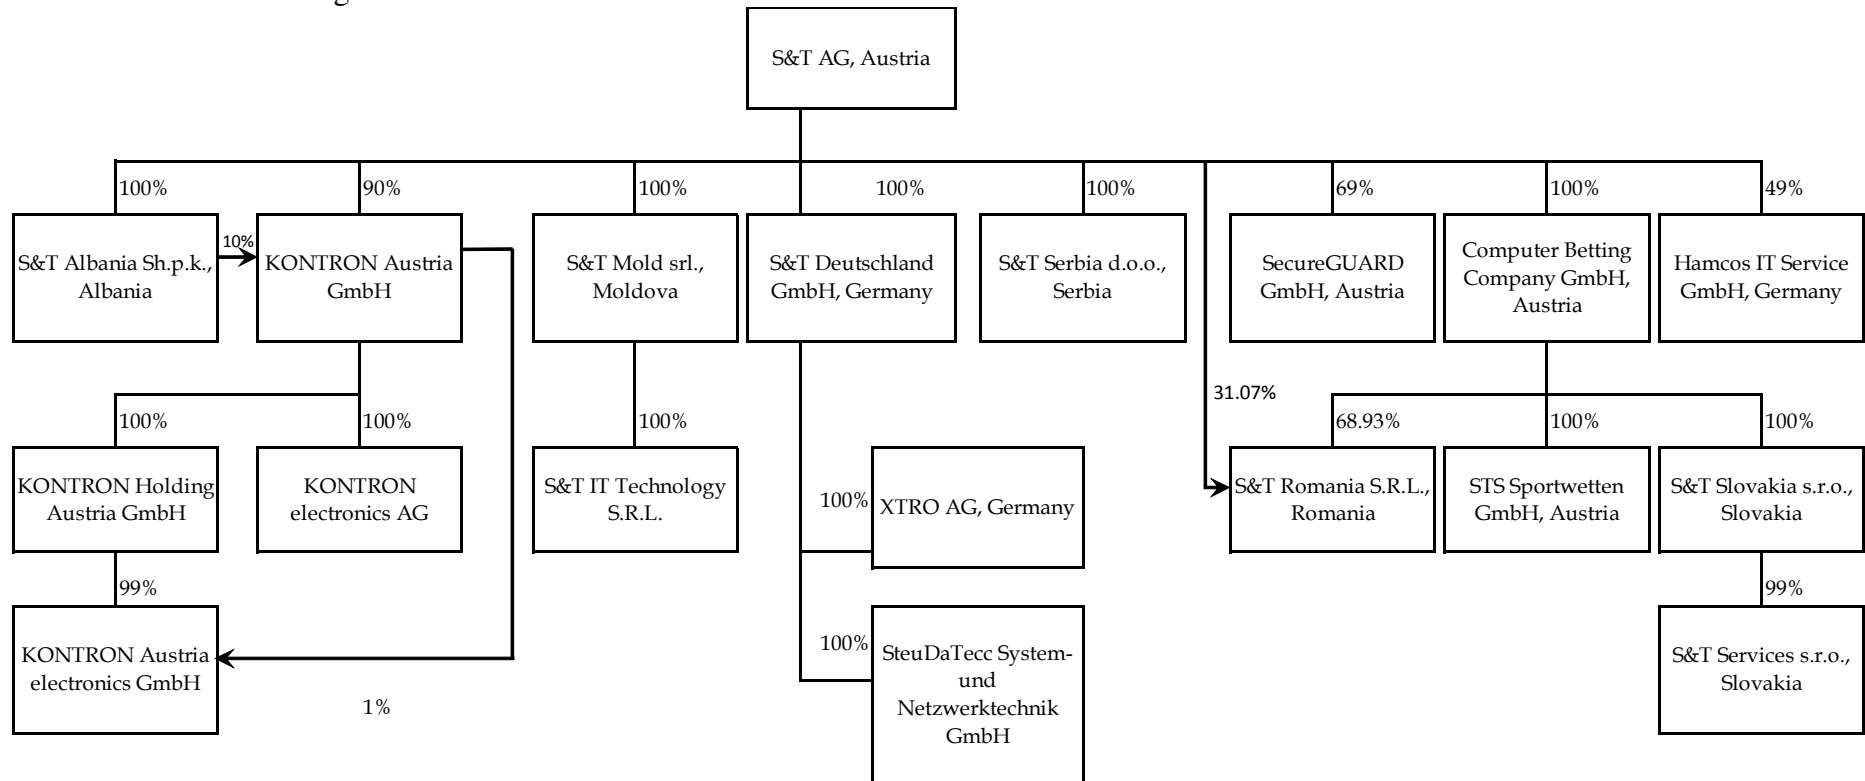 S&T AG, Austria
100%
90%
100%
100%
100%
69%
100%
49%
S&T Albania Sh.p.k.,
Albania
10%
KONTRON Austria
GmbH
S&T Mold srl.,
Moldova
S&T Deutschland
GmbH, Germany
S&T Serbia d.o.o.,
Serbia
SecureGUARD
GmbH, Austria
Computer Betting
Company GmbH,
Austria
Hamcos IT Service
GmbH, Germany
31.07%
100%
100%
100%
68.93%
100%
100%
KONTRON Holding
Austria GmbH
KONTRON
electronics AG
S&T IT Technology
S.R.L.
100%
XTRO AG, Germany
S&T Romania S.R.L.,
Romania
STS Sportwetten
GmbH, Austria
S&T Slovakia s.r.o.,
Slovakia
99%
99%
KONTRON Austria
electronics GmbH
1%
100%
SteuDaTecc System-
und
Netzwerktechnik
GmbH
S&T Services s.r.o.,
Slovakia